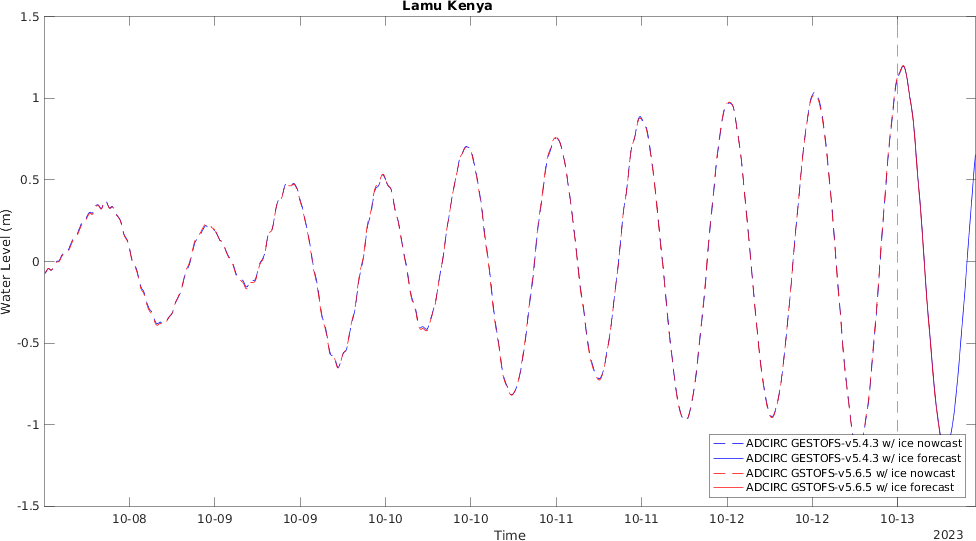 Lamu Kenya
1.5
1
0.5
0
-0.5
-1
-1.5
Water Level (m)
10-08 10-09 10-09 10-10 10-10 10-11 10-11 10-12 10-12 10-13
Time
2023
ADCIRC GESTOFS-v5.4.3 w/ ice nowcast
ADCIRC GESTOFS-v5.4.3 w/ ice forecast
ADCIRC GSTOFS-v5.6.5 w/ ice nowcast
ADCIRC GSTOFS-v5.6.5 w/ ice forecast